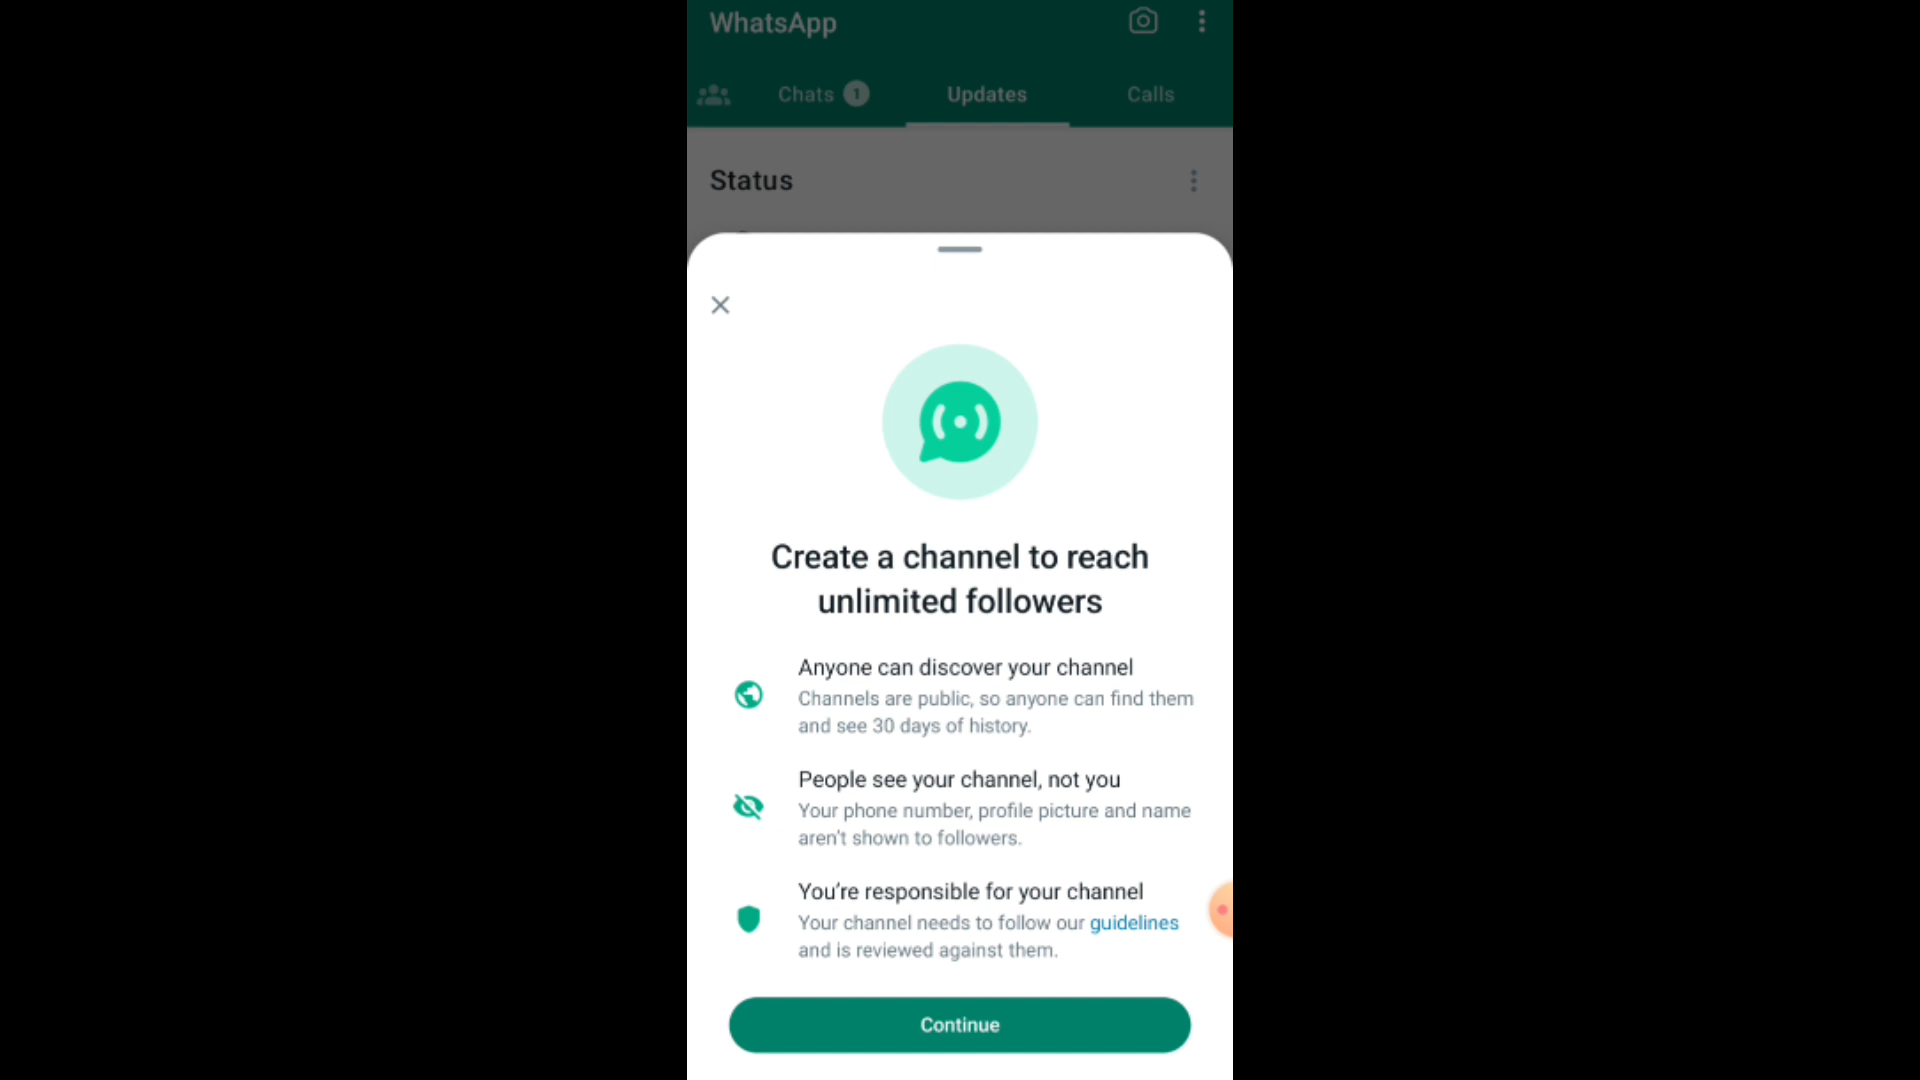 WhatsApp
Chats 1 Updates Calls
Status
Create a channel to reach
unlimited followers
Anyone can discover your channel
Channels are public, so anyone can find them
and see 30 days of history.
People see your channel, not you
Your phone number, profile picture and name
aren't shown to followers.
You're responsible for your channel
Your channel needs to follow our guidelines
and is reviewed against them.
Continue